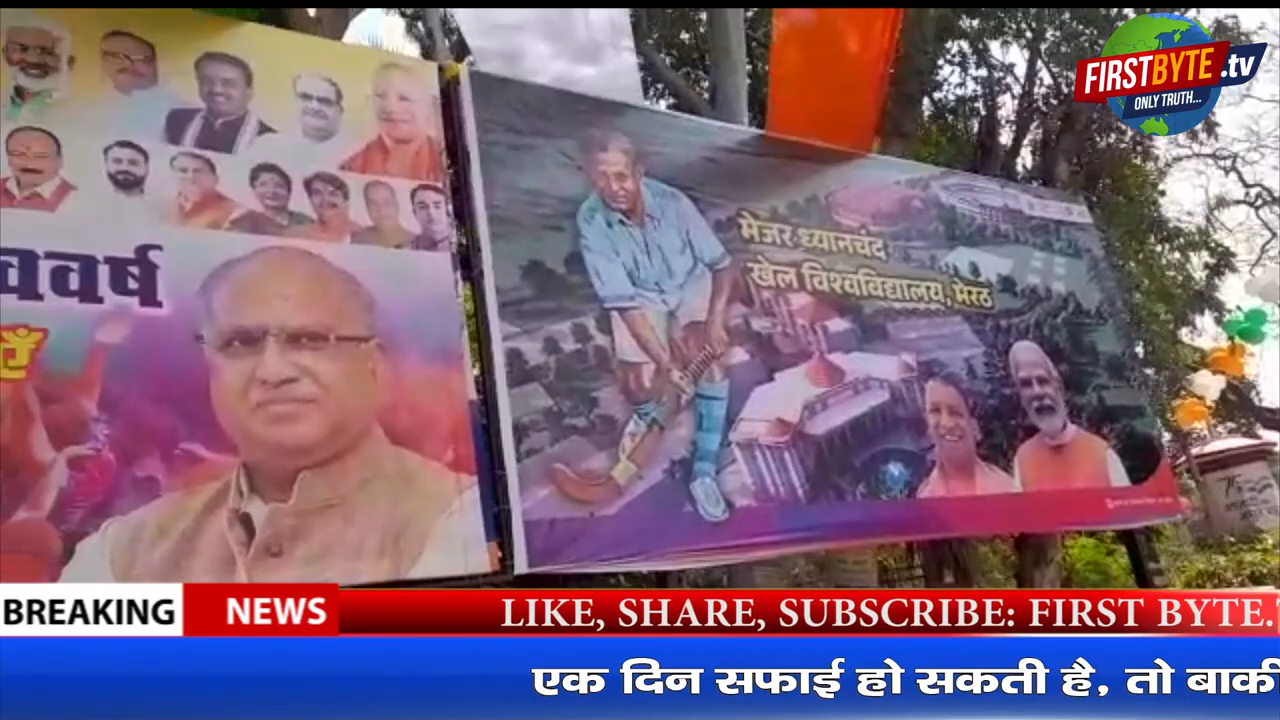 FIRSTBYTE.tv
ONLY TRUTH...
मेजर ध्यानचंद
खेल विश्वविद्यालय, मेरठ
ववर्ष
BREAKING NEWS
LIKE, SHARE, SUBSCRIBE: FIRST BYTE.
एक दिन सफाई हो सकती है, तो बाकी